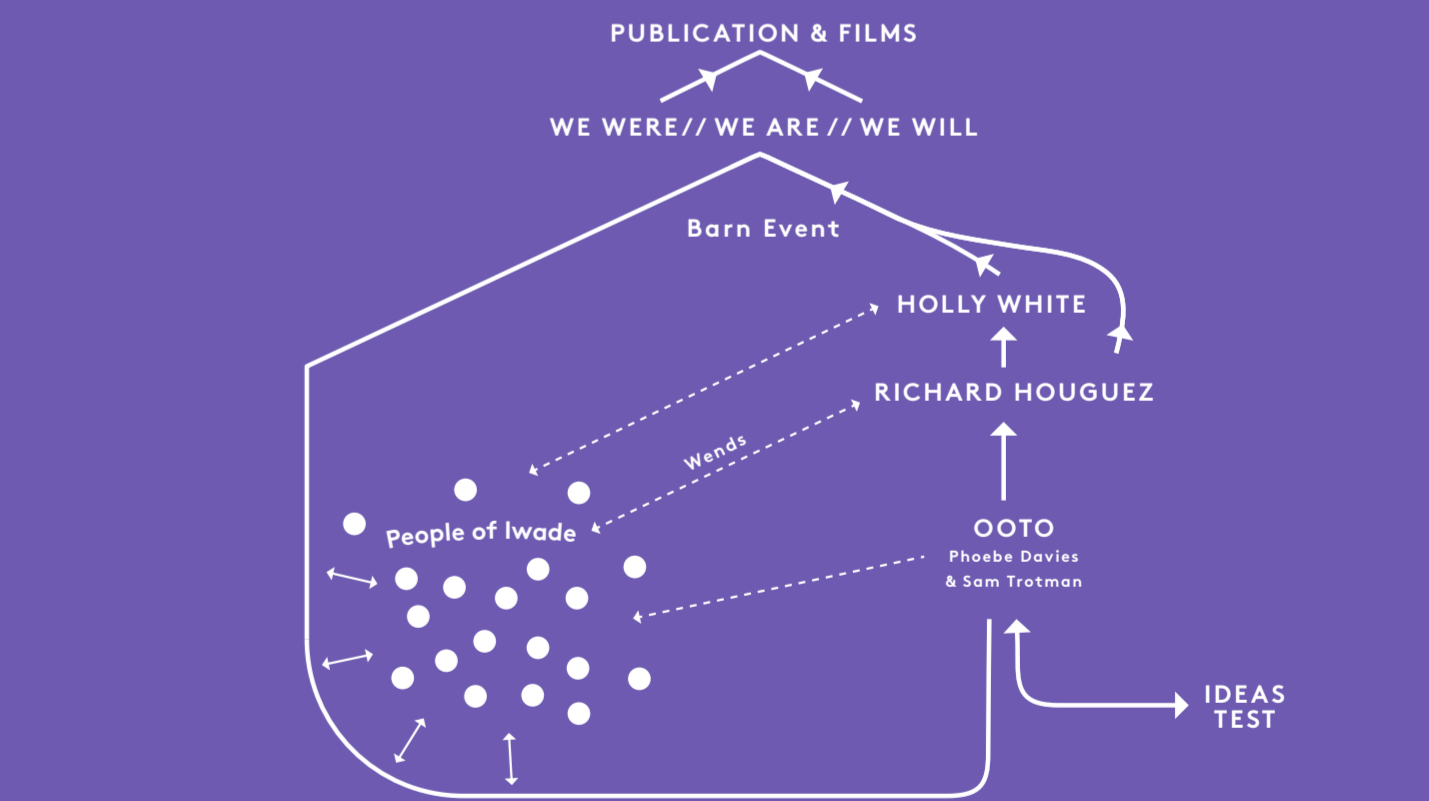 PUBLICATION & FILMS
WE WERE// WE ARE // WE WILL
Barn Event
HOLLY WHITE
RICHARD HOUGUEZ
Wends
People of Iwade
OOTO
Phoebe Davies
& Sam Trotman
IDEAS
TEST